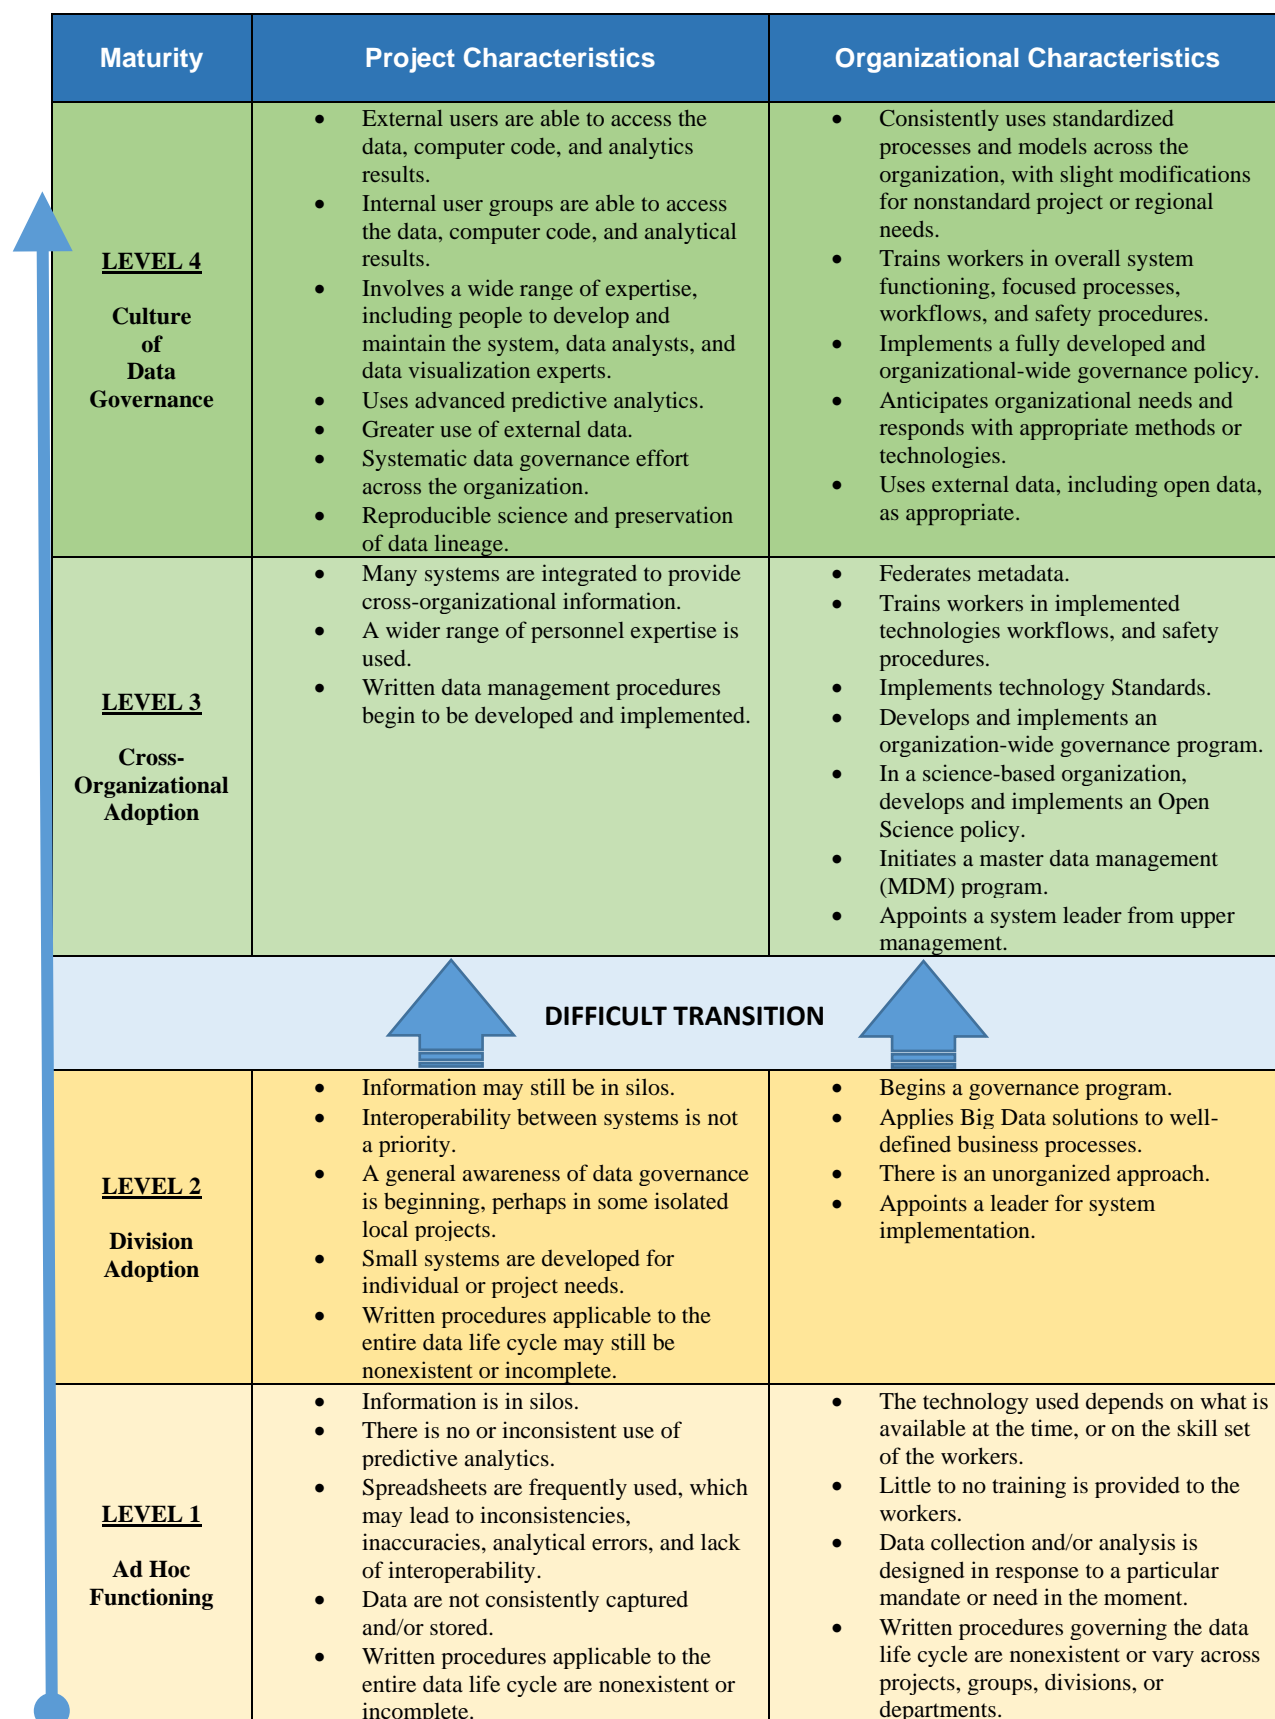 Maturity
Project Characteristics
Organizational Characteristics
LEVEL 4
Culture
of
Data
Governance
• External users are able to access the
data, computer code, and analytics
results.
• Internal user groups are able to access
the data, computer code, and analytical
results.
• Involves a wide range of expertise,
including people to develop and
maintain the system, data analysts, and
data visualization experts.
• Uses advanced predictive analytics.
• Greater use of external data.
• Systematic data governance effort
across the organization.
• Reproducible science and preservation
of data lineage.
• Consistently uses standardized
processes and models across the
organization, with slight modifications
for nonstandard project or regional
needs.
• Trains workers in overall system
functioning, focused processes,
workflows, and safety procedures.
• Implements a fully developed and
organizational-wide governance policy.
• Anticipates organizational needs and
responds with appropriate methods or
technologies.
• Uses external data, including open data,
as appropriate.
LEVEL 3
Cross-
Organizational
Adoption
• Many systems are integrated to provide
cross-organizational information.
• A wider range of personnel expertise is
used.
• Written data management procedures
begin to be developed and implemented.
• Federates metadata.
• Trains workers in implemented
technologies workflows, and safety
procedures.
• Implements technology Standards.
• Develops and implements an
organization-wide governance program.
• In a science-based organization,
develops and implements an Open
Science policy.
• Initiates a master data management
(MDM) program.
• Appoints a system leader from upper
management.
DIFFICULT TRANSITION
LEVEL 2
Division
Adoption
• Information may still be in silos.
• Interoperability between systems is not
a priority.
• A general awareness of data governance
is beginning, perhaps in some isolated
local projects.
• Small systems are developed for
individual or project needs.
• Written procedures applicable to the
entire data life cycle may still be
nonexistent or incomplete.
• Begins a governance program.
• Applies Big Data solutions to well-
defined business processes.
• There is an unorganized approach.
• Appoints a leader for system
implementation.
LEVEL 1
Ad Hoc
Functioning
• Information is in silos.
• There is no or inconsistent use of
predictive analytics.
• Spreadsheets are frequently used, which
may lead to inconsistencies,
inaccuracies, analytical errors, and lack
of interoperability.
• Data are not consistently captured
and/or stored.
• Written procedures applicable to the
entire data life cycle are nonexistent or
incomplete.
• The technology used depends on what is
available at the time, or on the skill set
of the workers.
• Little to no training is provided to the
workers.
• Data collection and/or analysis is
designed in response to a particular
mandate or need in the moment.
• Written procedures governing the data
life cycle are nonexistent or vary across
projects, groups, divisions, or
departments.